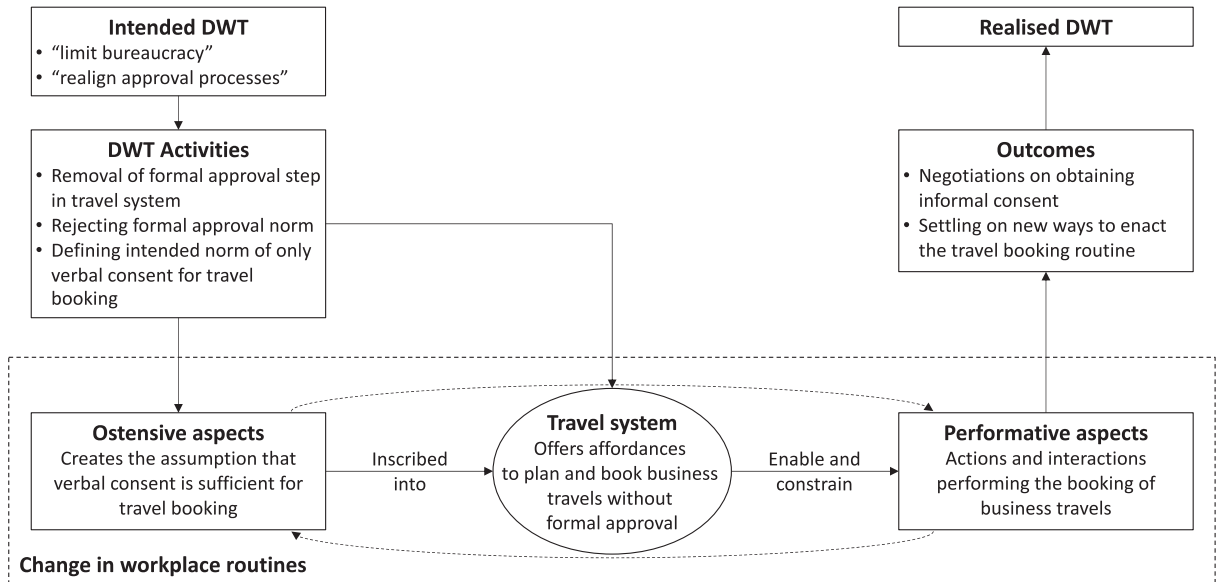 Intended DWT
• “limit bureaucracy”
• “realign approval processes”
DWT Activities
• Removal of formal approval step
in travel system
• Rejecting formal approval norm
• Defining intended norm of only
verbal consent for travel
booking
Realised DWT
Outcomes
• Negotiations on obtaining
informal consent
• Settling on new ways to enact
the travel booking routine
Ostensive aspects
Creates the assumption that
verbal consent is sufficient for
travel booking
Inscribed
into
Travel system
Offers affordances
to plan and book business
travels without
formal approval
Enable and
constrain
Performative aspects
Actions and interactions
performing the booking of
business travels
Change in workplace routines